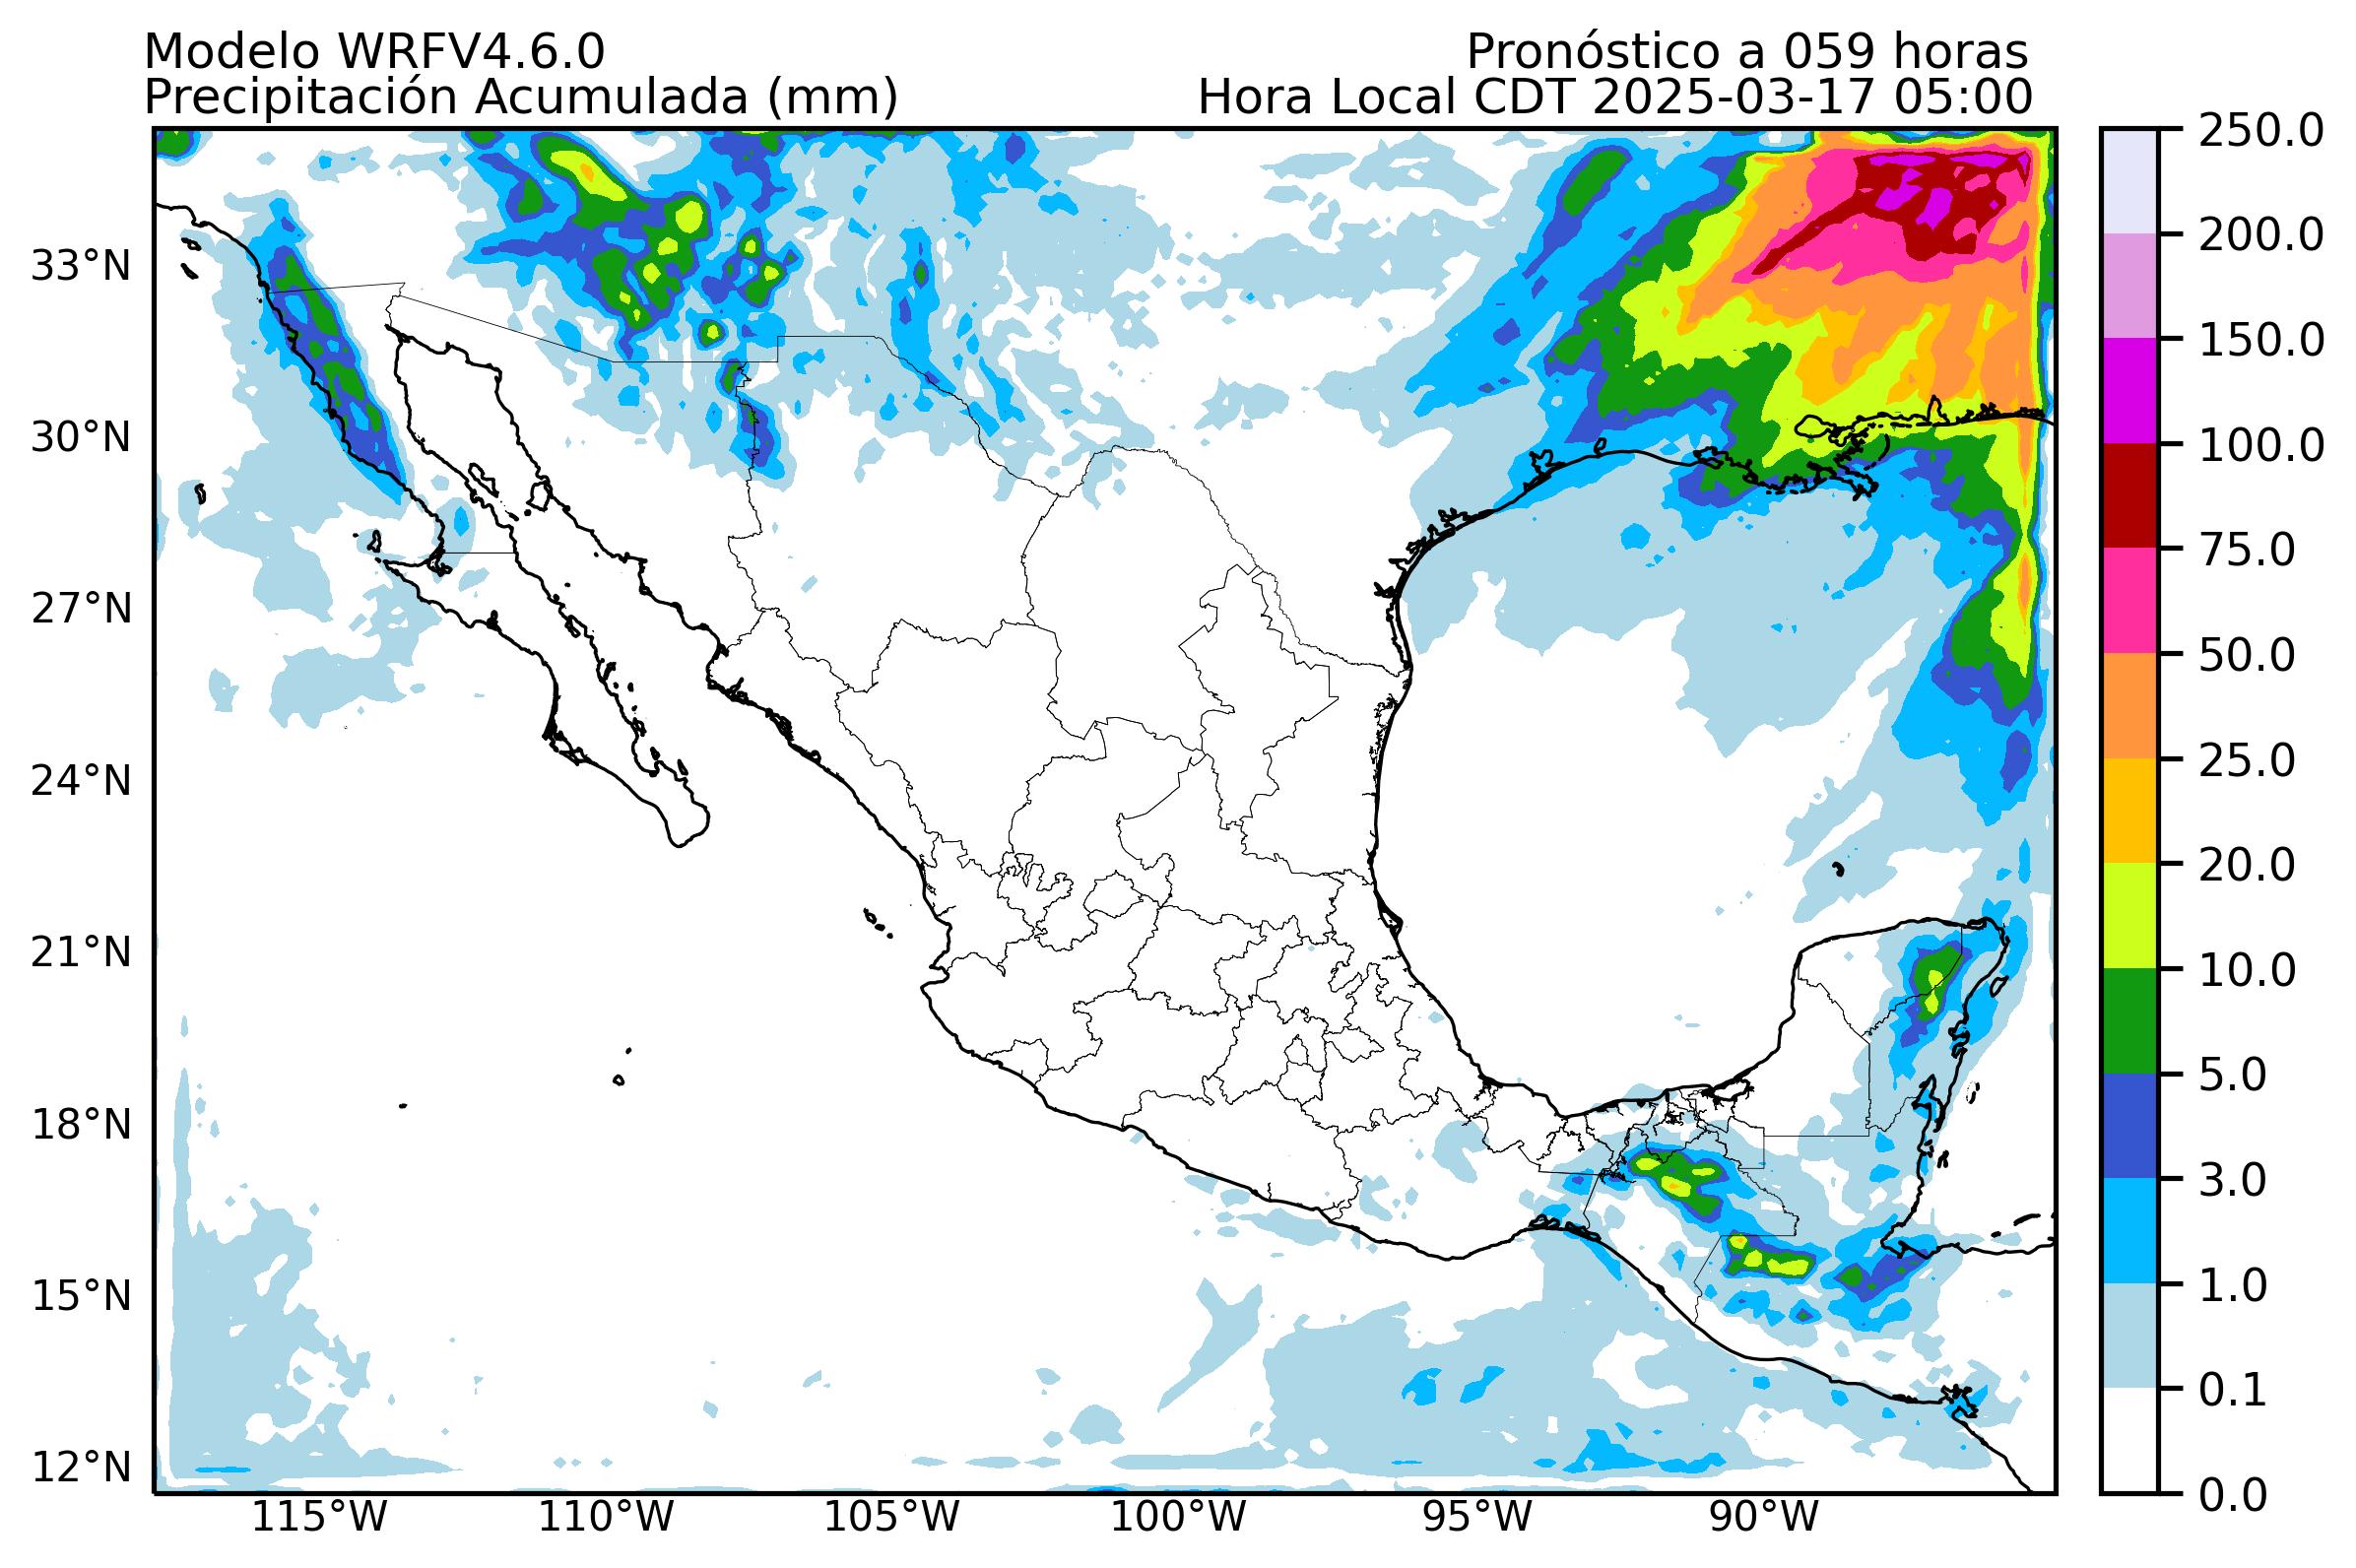 Modelo WRFV4.6.0
Pronóstico a 059 horas
Precipitación Acumulada (mm)
Hora Local CDT 2025-03-17 05:00
33°N
30°N
27°N
24°N
21°N
18°N
15°N
12°N
115°W
110°W
105°W
100°W
95°W
90°W
250.0
200.0
150.0
100.0
75.0
50.0
25.0
20.0
10.0
5.0
3.0
1.0
0.1
0.0